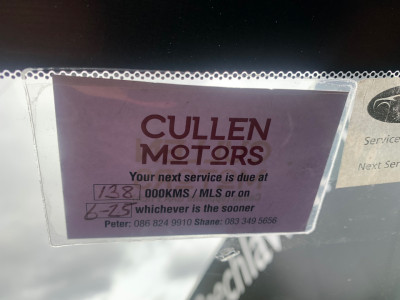 CULLEN
MOTORS
Your next service is due at
138 000KMS / MLS or on
6-25 whichever is the sooner
Peter: 086 824 9910 Shane: 083 349 5656
Service
Next Ser